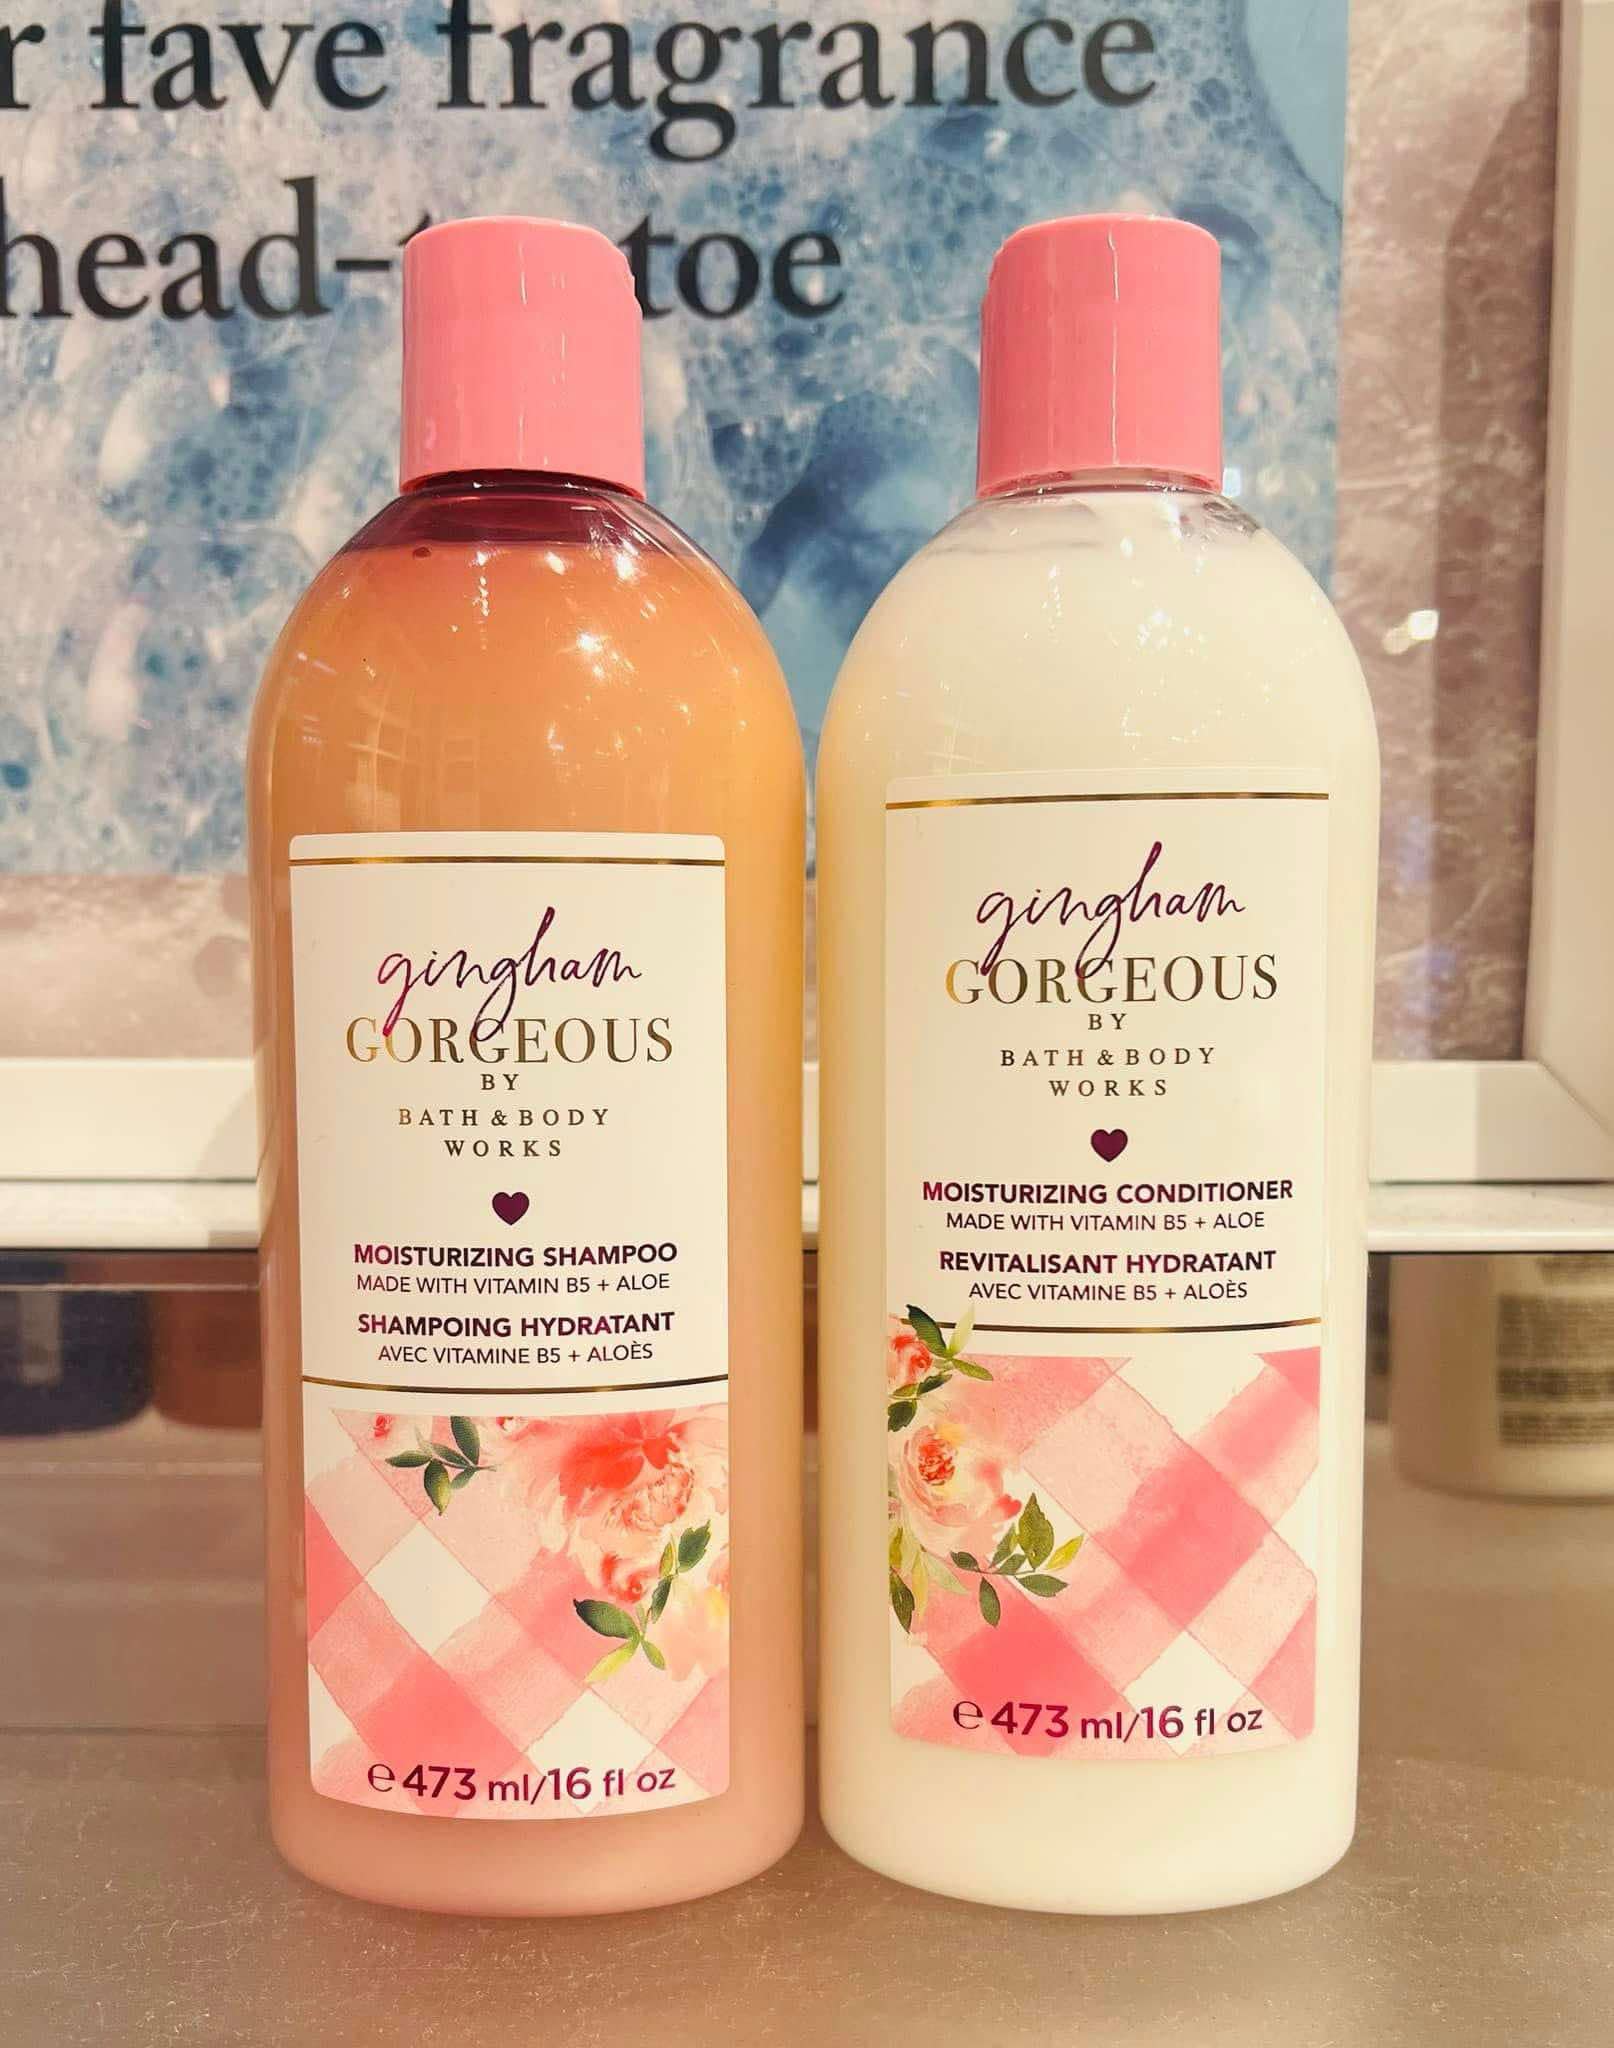 fave fragrance
head-to-toe
gingham
GORGEOUS
BY
BATH & BODY
WORKS
MOISTURIZING SHAMPOO
MADE WITH VITAMIN B5 + ALOE
SHAMPOING HYDRATANT
AVEC VITAMINE B5 + ALOÈS
℮ 473 ml/16 fl oz
gingham
GORGEOUS
BY
BATH & BODY
WORKS
MOISTURIZING CONDITIONER
MADE WITH VITAMIN B5 + ALOE
REVITALISANT HYDRATANT
AVEC VITAMINE B5 + ALOÈS
℮ 473 ml/16 fl oz